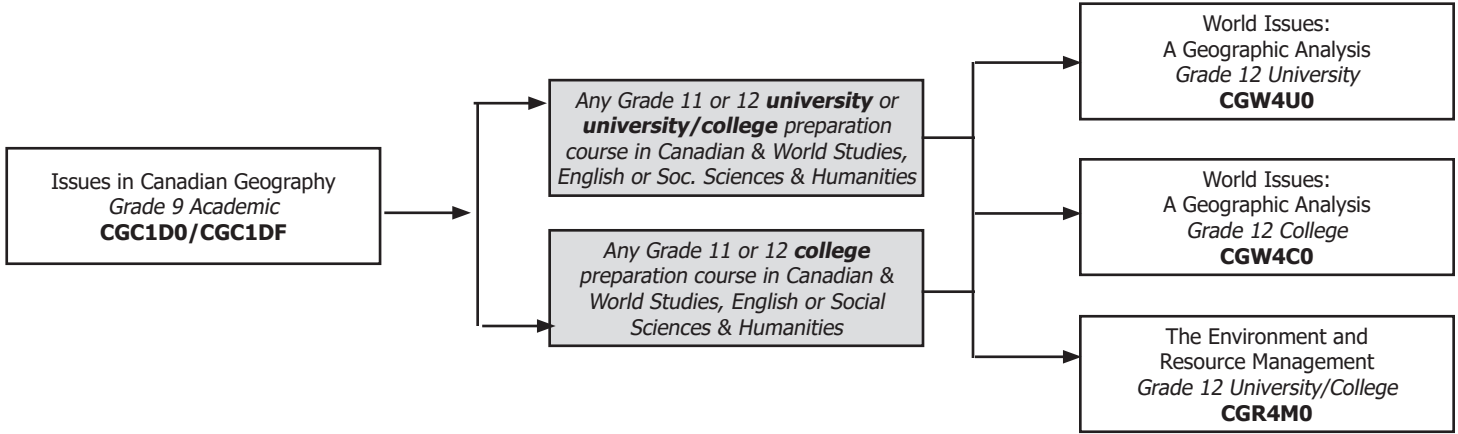 Issues in Canadian Geography
Grade 9 Academic
CGC1D0/CGC1DF
Any Grade 11 or 12 university or
university/college preparation
course in Canadian & World Studies,
English or Soc. Sciences & Humanities
Any Grade 11 or 12 college
preparation course in Canadian &
World Studies, English or Social
Sciences & Humanities
World Issues:
A Geographic Analysis
Grade 12 University
CGW4U0
World Issues:
A Geographic Analysis
Grade 12 College
CGW4C0
The Environment and
Resource Management
Grade 12 University/College
CGR4M0